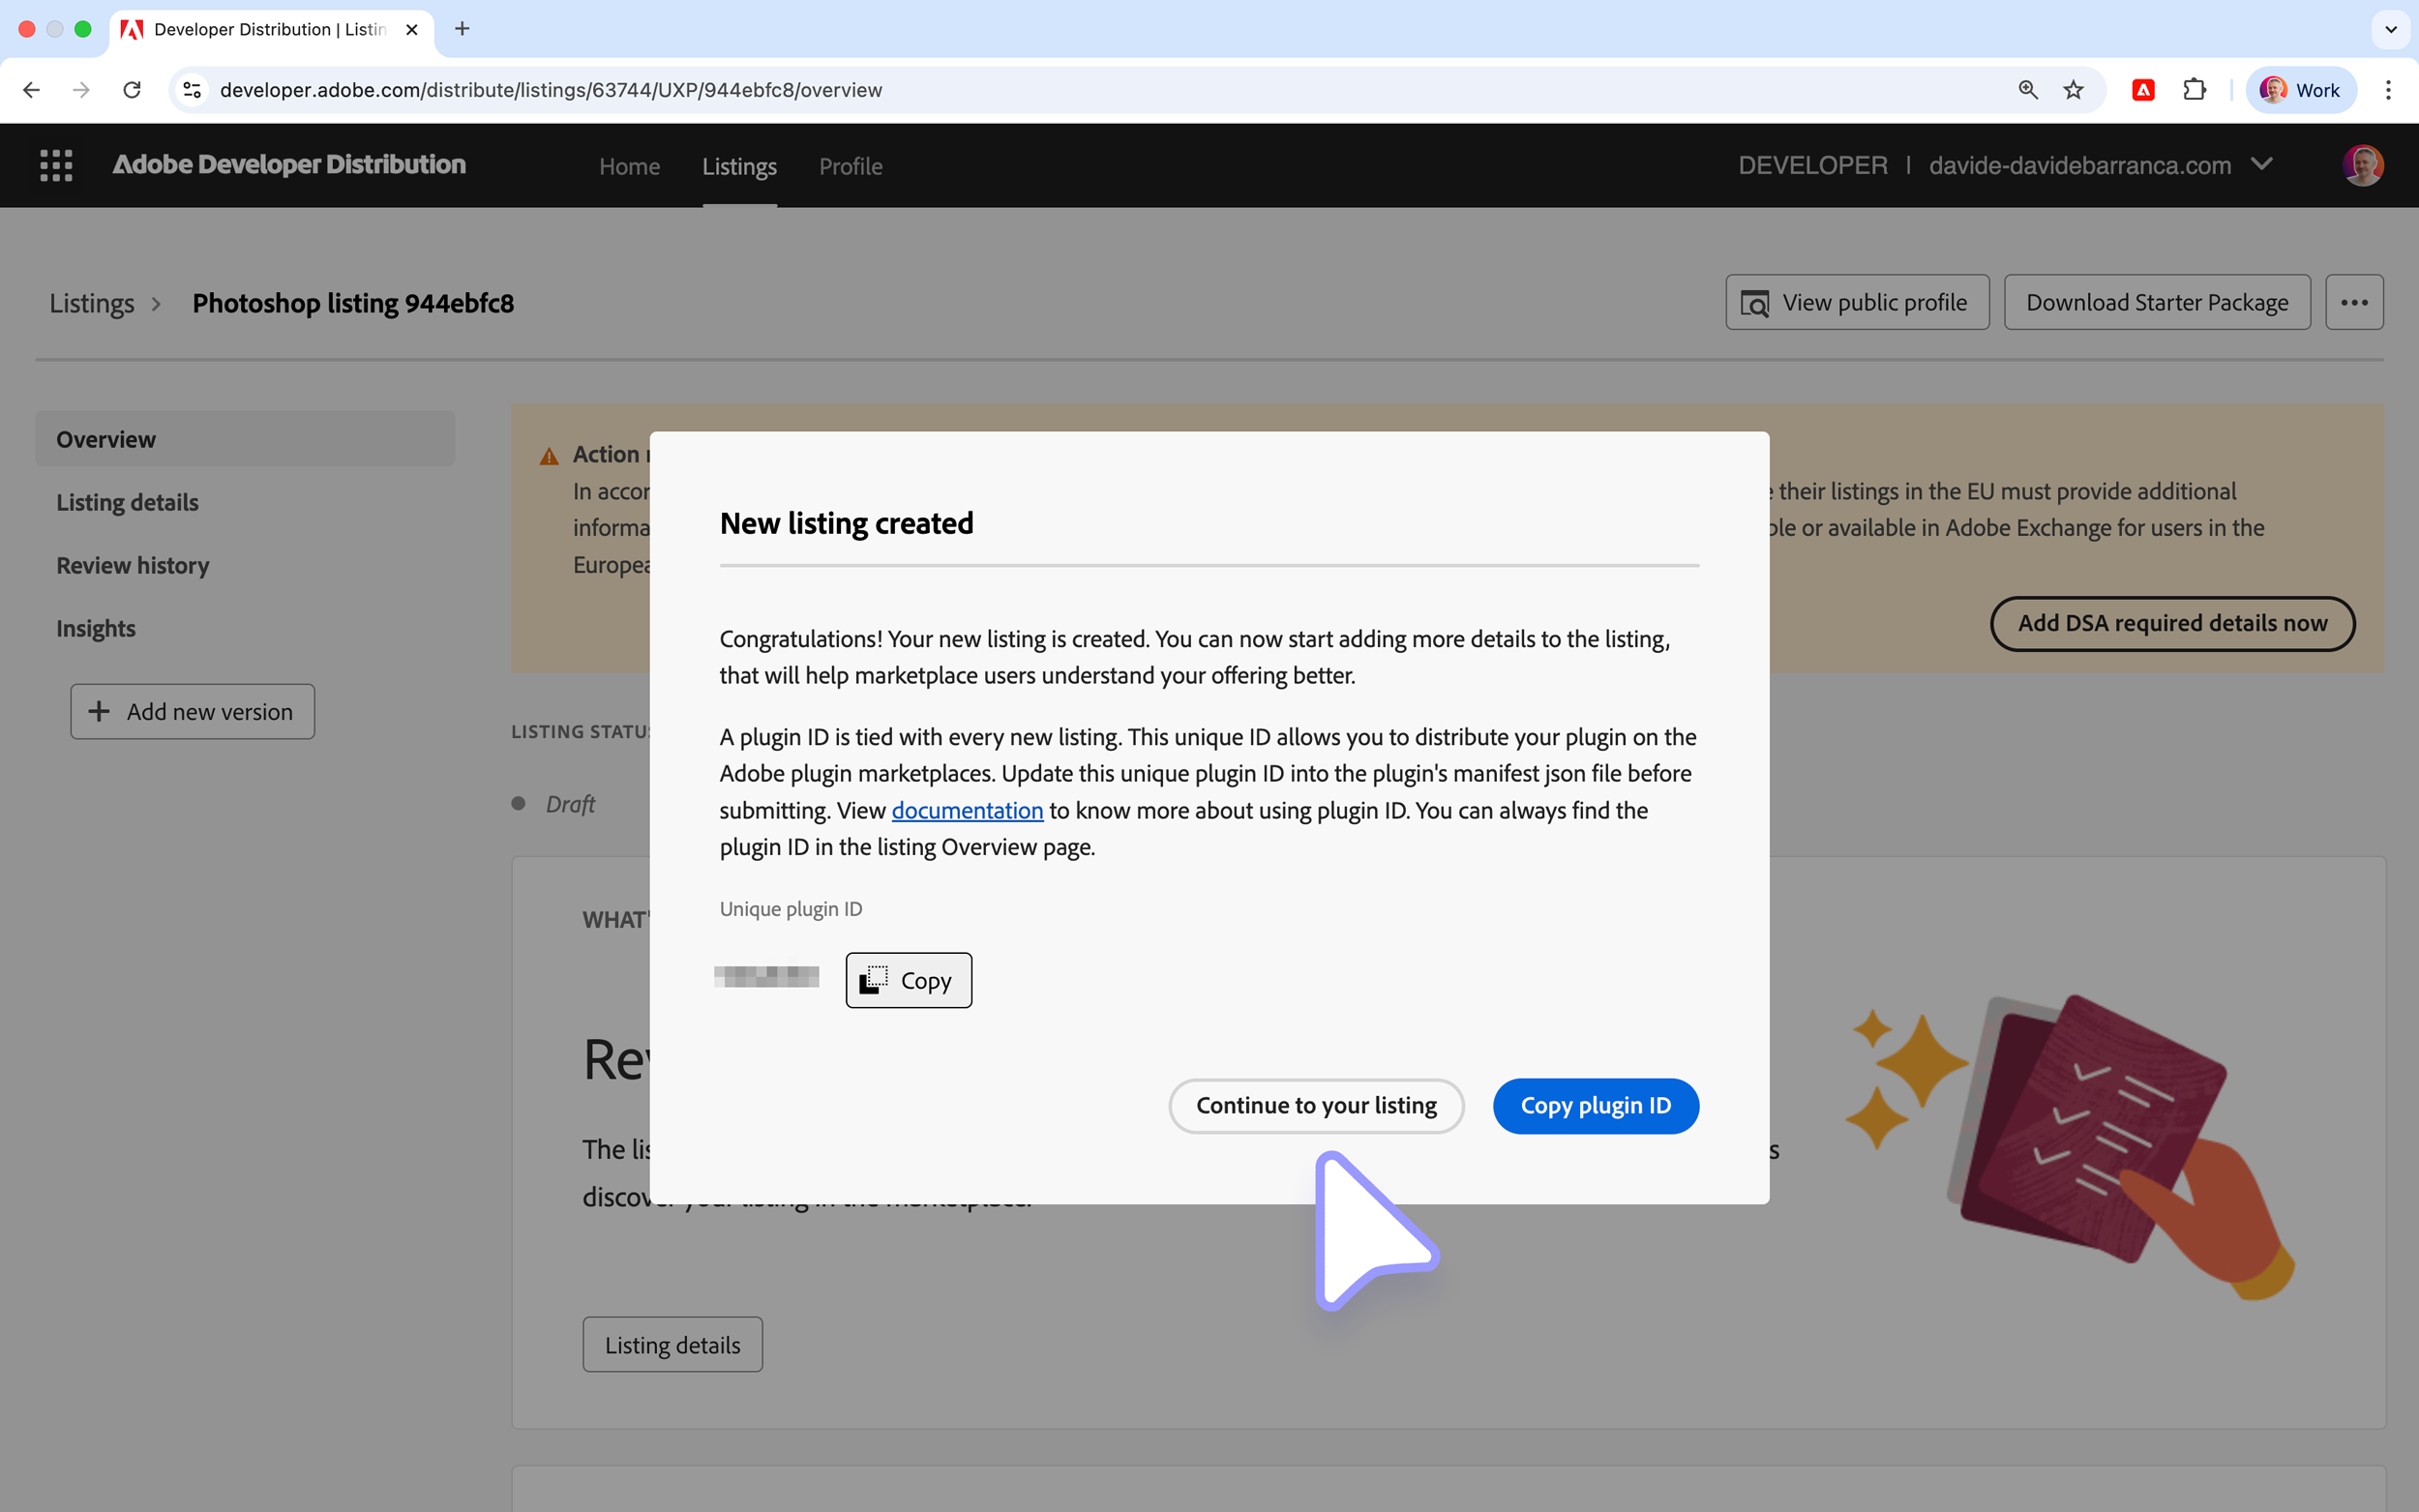 Developer Distribution | Listin
developer.adobe.com/distribute/listings/63744/UXP/944ebfc8/overview
Work
Adobe Developer Distribution
Home
Listings
Profile
DEVELOPER | davide-davidebarranca.com
Listings > Photoshop listing 944ebfc8
View public profile
Download Starter Package
Overview
Listing details
Review history
Insights
+ Add new version
Action
In accor
their listings in the EU must provide additional
informa
or available in Adobe Exchange for users in the
Europea
Add DSA required details now
LISTING STATUS
Draft
WHAT'
Rev
The lis
discover your listing in the marketplace.
Listing details
New listing created
Congratulations! Your new listing is created. You can now start adding more details to the listing,
that will help marketplace users understand your offering better.
A plugin ID is tied with every new listing. This unique ID allows you to distribute your plugin on the
Adobe plugin marketplaces. Update this unique plugin ID into the plugin's manifest json file before
submitting. View documentation to know more about using plugin ID. You can always find the
plugin ID in the listing Overview page.
Unique plugin ID
Copy
Continue to your listing
Copy plugin ID